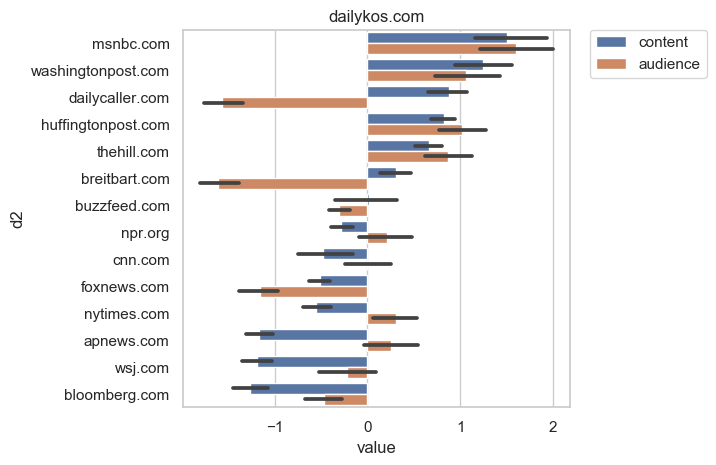 dailykos.com
content
audience
msnbc.com
washingtonpost.com
dailycaller.com
huffingtonpost.com
thehill.com
breitbart.com
buzzfeed.com
npr.org
cnn.com
foxnews.com
nytimes.com
apnews.com
wsj.com
bloomberg.com
d2
−1 0 1 2
value